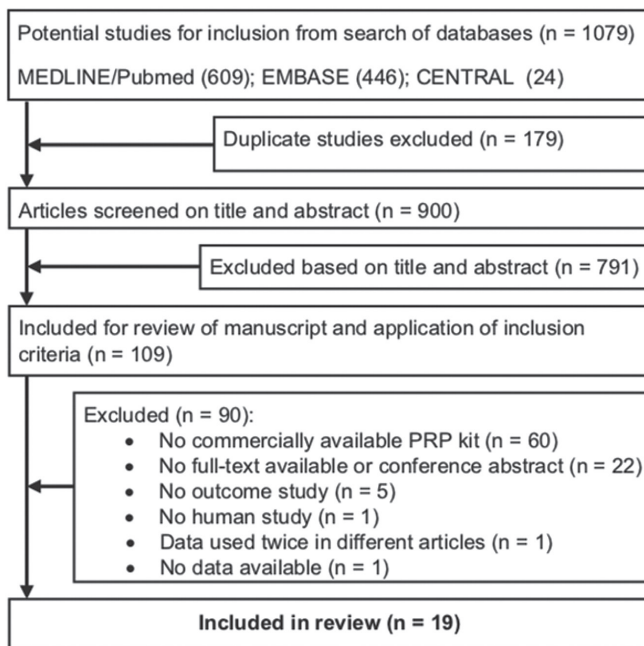 Potential studies for inclusion from search of databases (n = 1079)
MEDLINE/Pubmed (609); EMBASE (446); CENTRAL (24)
Duplicate studies excluded (n = 179)
Articles screened on title and abstract (n = 900)
Excluded based on title and abstract (n = 791)
Included for review of manuscript and application of inclusion
criteria (n = 109)
Excluded (n = 90):
• No commercially available PRP kit (n = 60)
• No full-text available or conference abstract (n = 22)
• No outcome study (n = 5)
• No human study (n = 1)
• Data used twice in different articles (n = 1)
• No data available (n = 1)
Included in review (n = 19)